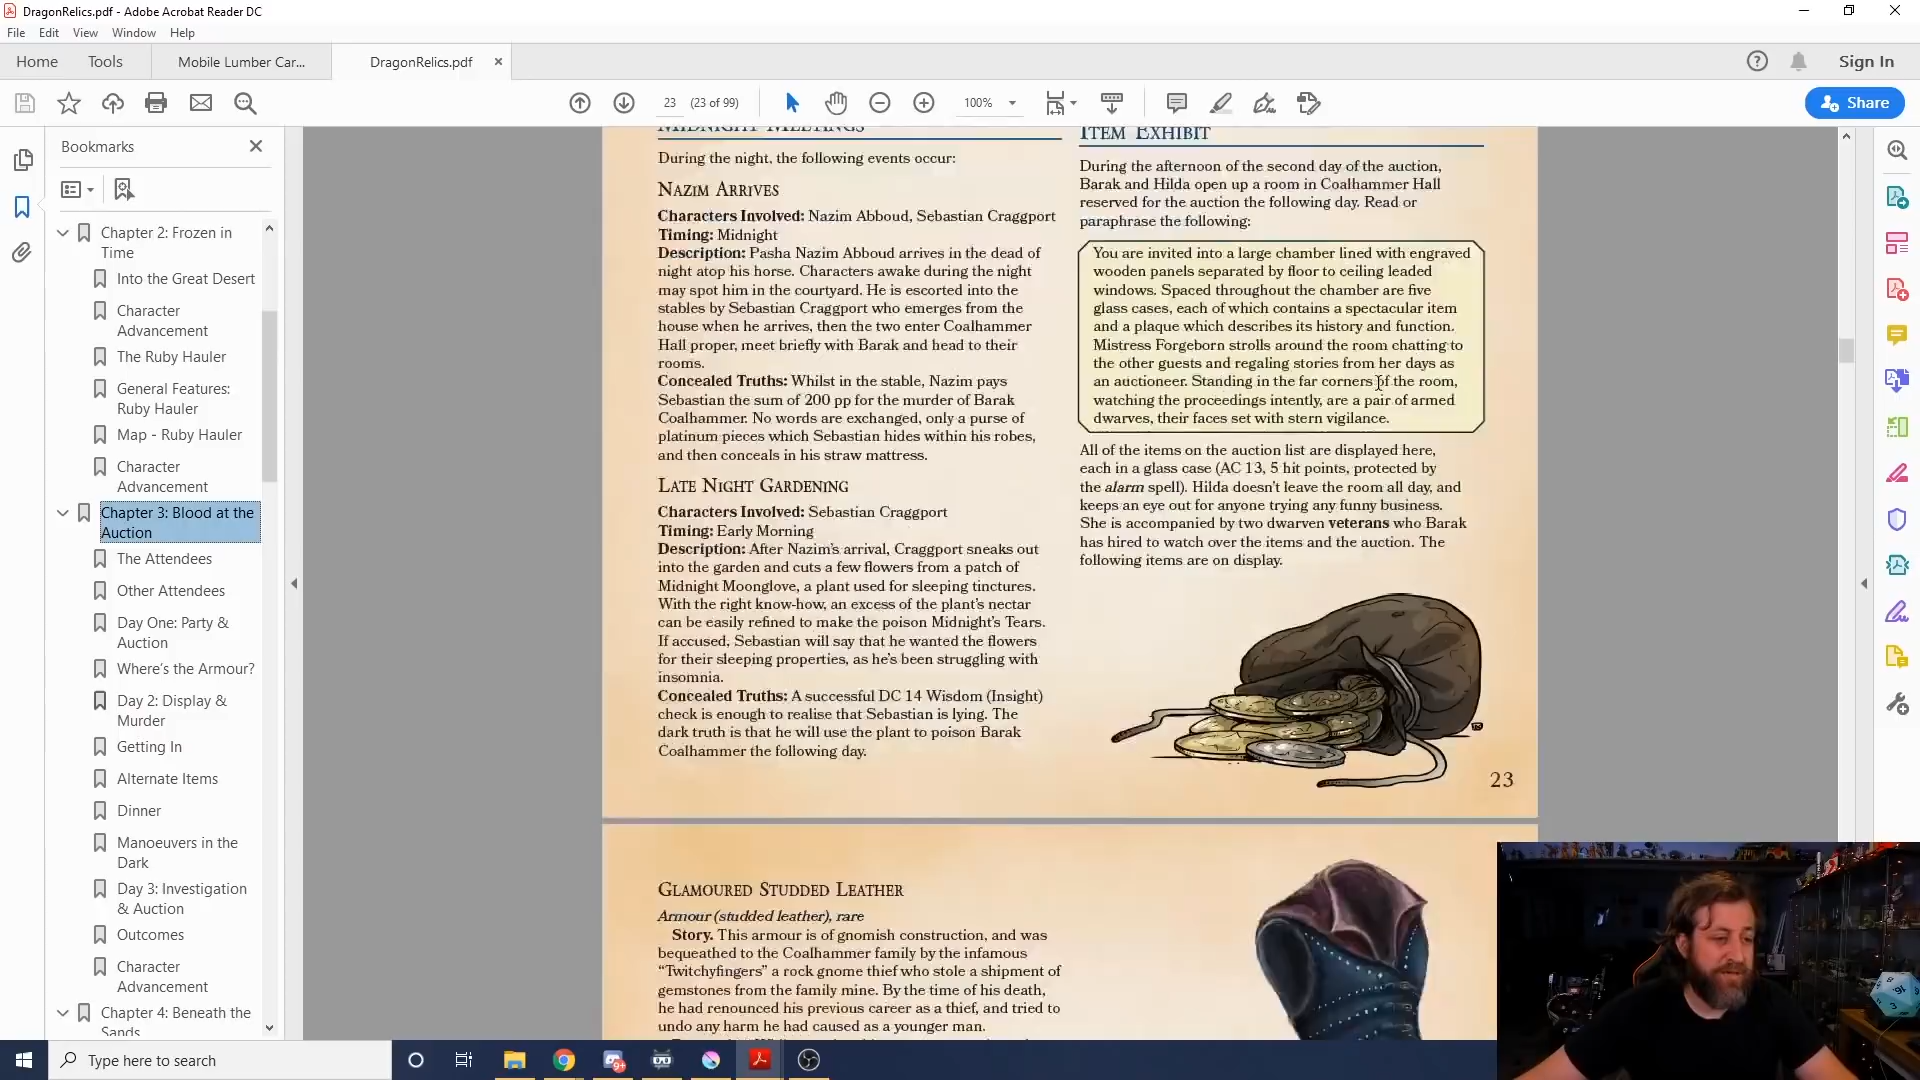 DragonRelics.pdf - Adobe Acrobat Reader DC
File Edit View Window Help
Home Tools Mobile Lumber Car... DragonRelics.pdf × Sign In
23 (23 of 99) 100% Share
Bookmarks
Chapter 2: Frozen in
Time
Into the Great Desert
Character
Advancement
The Ruby Hauler
General Features:
Ruby Hauler
Map - Ruby Hauler
Character
Advancement
Chapter 3: Blood at the
Auction
The Attendees
Other Attendees
Day One: Party &
Auction
Where's the Armour?
Day 2: Display &
Murder
Getting In
Alternate Items
Dinner
Manoeuvers in the
Dark
Day 3: Investigation
& Auction
Outcomes
Character
Advancement
Chapter 4: Beneath the
Sands
Midnight Meetings
During the night, the following events occur:
Nazim Arrives
Characters Involved: Nazim Abboud, Sebastian Craggport
Timing: Midnight
Description: Pasha Nazim Abboud arrives in the dead of
night atop his horse. Characters awake during the night
may spot him in the courtyard. He is escorted into the
stables by Sebastian Craggport who emerges from the
house when he arrives, then the two enter Coalhammer
Hall proper, meet briefly with Barak and head to their
rooms.
Concealed Truths: Whilst in the stable, Nazim pays
Sebastian the sum of 200 pp for the murder of Barak
Coalhammer. No words are exchanged, only a purse of
platinum pieces which Sebastian hides within his robes,
and then conceals in his straw mattress.
Late Night Gardening
Characters Involved: Sebastian Craggport
Timing: Early Morning
Description: After Nazim's arrival, Craggport sneaks out
into the garden and cuts a few flowers from a patch of
Midnight Moonglove, a plant used for sleeping tinctures.
With the right know-how, an excess of the plant's nectar
can be easily refined to make the poison Midnight's Tears.
If accused, Sebastian will say that he wanted the flowers
for their sleeping properties, as he's been struggling with
insomnia.
Concealed Truths: A successful DC 14 Wisdom (Insight)
check is enough to realise that Sebastian is lying. The
dark truth is that he will use the plant to poison Barak
Coalhammer the following day.
Item Exhibit
During the afternoon of the second day of the auction,
Barak and Hilda open up a room in Coalhammer Hall
reserved for the auction the following day. Read or
paraphrase the following:
You are invited into a large chamber lined with engraved
wooden panels separated by floor to ceiling leaded
windows. Spaced throughout the chamber are five
glass cases, each of which contains a spectacular item
and a plaque which describes its history and function.
Mistress Forgeborn strolls around the room chatting to
the other guests and regaling stories from her days as
an auctioneer. Standing in the far corners of the room,
watching the proceedings intently, are a pair of armed
dwarves, their faces set with stern vigilance.
All of the items on the auction list are displayed here,
each in a glass case (AC 13, 5 hit points, protected by
the alarm spell). Hilda doesn't leave the room all day, and
keeps an eye out for anyone trying any funny business.
She is accompanied by two dwarven veterans who Barak
has hired to watch over the items and the auction. The
following items are on display.
23
Glamoured Studded Leather
Armour (studded leather), rare
Story. This armour is of gnomish construction, and was
bequeathed to the Coalhammer family by the infamous
"Twitchyfingers" a rock gnome thief who stole a shipment of
gemstones from the family mine. By the time of his death,
he had renounced his previous career as a thief, and tried to
undo any harm he had caused as a younger man.
Type here to search